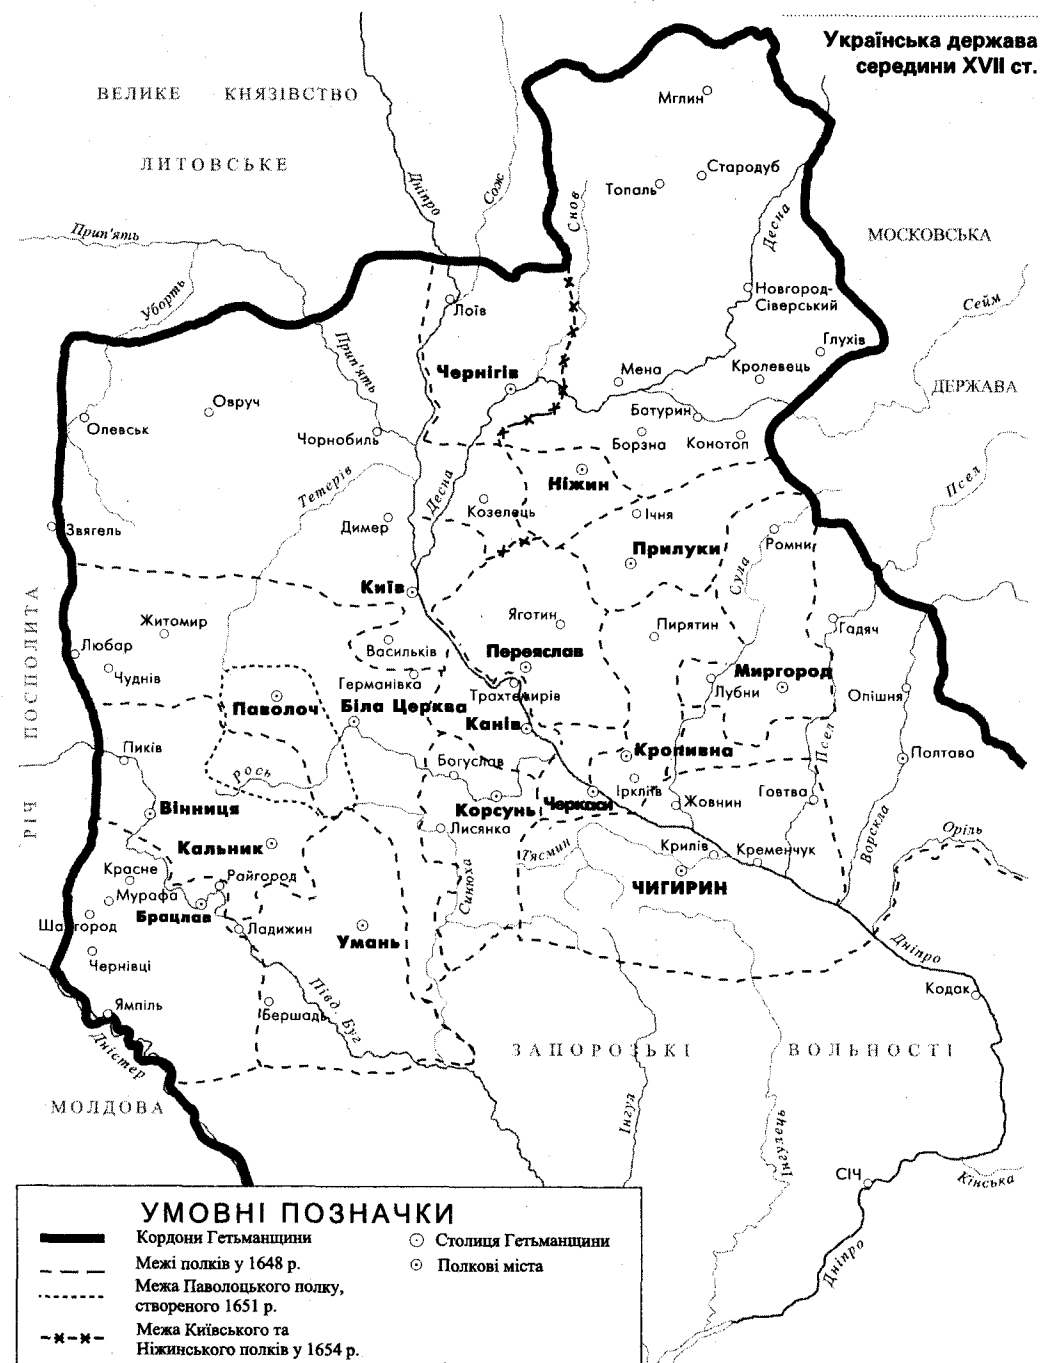 Українська держава
середини XVII ст.
ВЕЛИКЕ КНЯЗІВСТВО
ЛИТОВСЬКЕ
Мглин
Стародуб
Топаль
Дніпро
Сож
Снов
Десна
МОСКОВСЬКА
Прип'ять
Уборть
Новгород-
Сіверський
Сейм
Лоїв
Прип'ять
Глухів
Чернігів
Мена
Кролевець
ДЕРЖАВА
Овруч
Олевськ
Чорнобиль
Батурин
Борзна
Конотоп
Псел
Тетерів
Десна
Ніжин
Козелець
Ічня
Димер
Звягель
Прилуки
Ромни
Сула
Київ
РІЧ ПОСПОЛИТА
Житомир
Яготин
Пирятин
Гадяч
Любар
Васильків
Переяслав
Чуднів
Германівка
Трахтемирів
Миргород
Лубни
Опішня
Паволоч
Біла Церква
Канів
Псел
Пиків
Рось
Богуслав
Кропивна
Полтава
Вінниця
Корсунь
Черкаси
Іркліїв
Жовнин
Говтва
Ворскла
Оріль
Лисянка
Кальник
Тясмин
Крилів
Кременчук
Красне
Райгород
Синюха
ЧИГИРИН
Мурафа
Брацлав
Шаргород
Ладижин
Умань
Чернівці
Дніпро
Кодак
Ямпіль
Бершадь
Півд. Буг
Дністер
ЗАПОРОЗЬКІ ВОЛЬНОСТІ
МОЛДОВА
Інгул
Інгулець
СІЧ
Кінська
Дніпро
УМОВНІ ПОЗНАЧКИ
Кордони Гетьманщини
Столиця Гетьманщини
Межі полків у 1648 р.
Полкові міста
Межа Паволоцького полку,
створеного 1651 р.
Межа Київського та
Ніжинського полків у 1654 р.